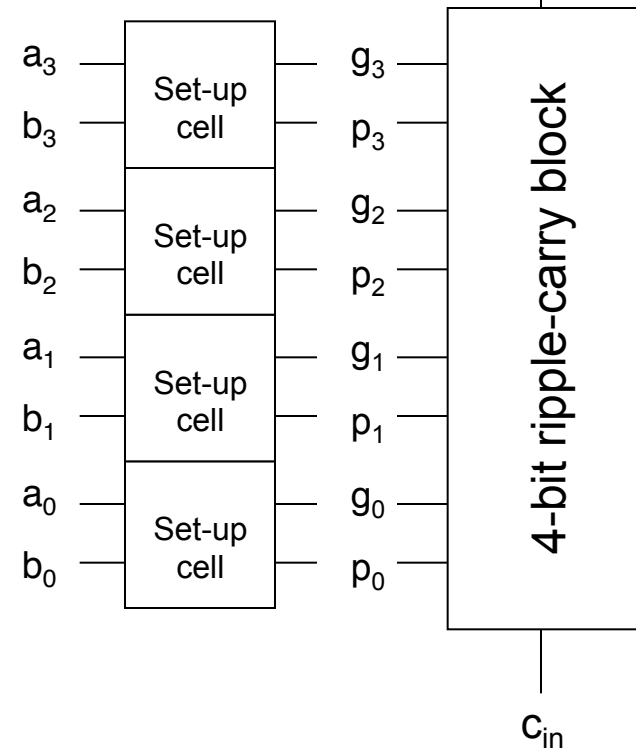 a₃
g₃
Set-up
cell
b₃
p₃
a₂
g₂
Set-up
cell
b₂
p₂
a₁
g₁
Set-up
cell
b₁
p₁
a₀
g₀
Set-up
cell
b₀
p₀
4-bit ripple-carry block
cᵢₙ